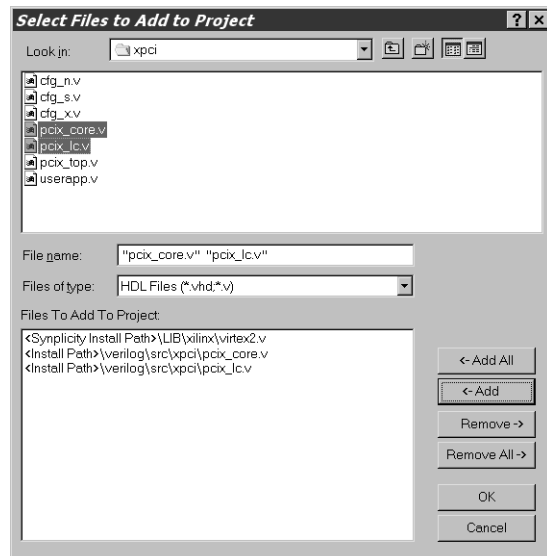 Select Files to Add to Project
Look in: xpci
cfg_n.v
cfg_s.v
cfg_x.v
pcix_core.v
pcix_lc.v
pcix_top.v
userapp.v
File name: "pcix_core.v" "pcix_lc.v"
Files of type: HDL Files (*.vhd;*.v)
Files To Add To Project:
<Synplicity Install Path>\LIB\xilinx\virtex2.v
<Install Path>\verilog\src\xpci\pcix_core.v
<Install Path>\verilog\src\xpci\pcix_lc.v
<- Add All
<- Add
Remove ->
Remove All ->
OK
Cancel